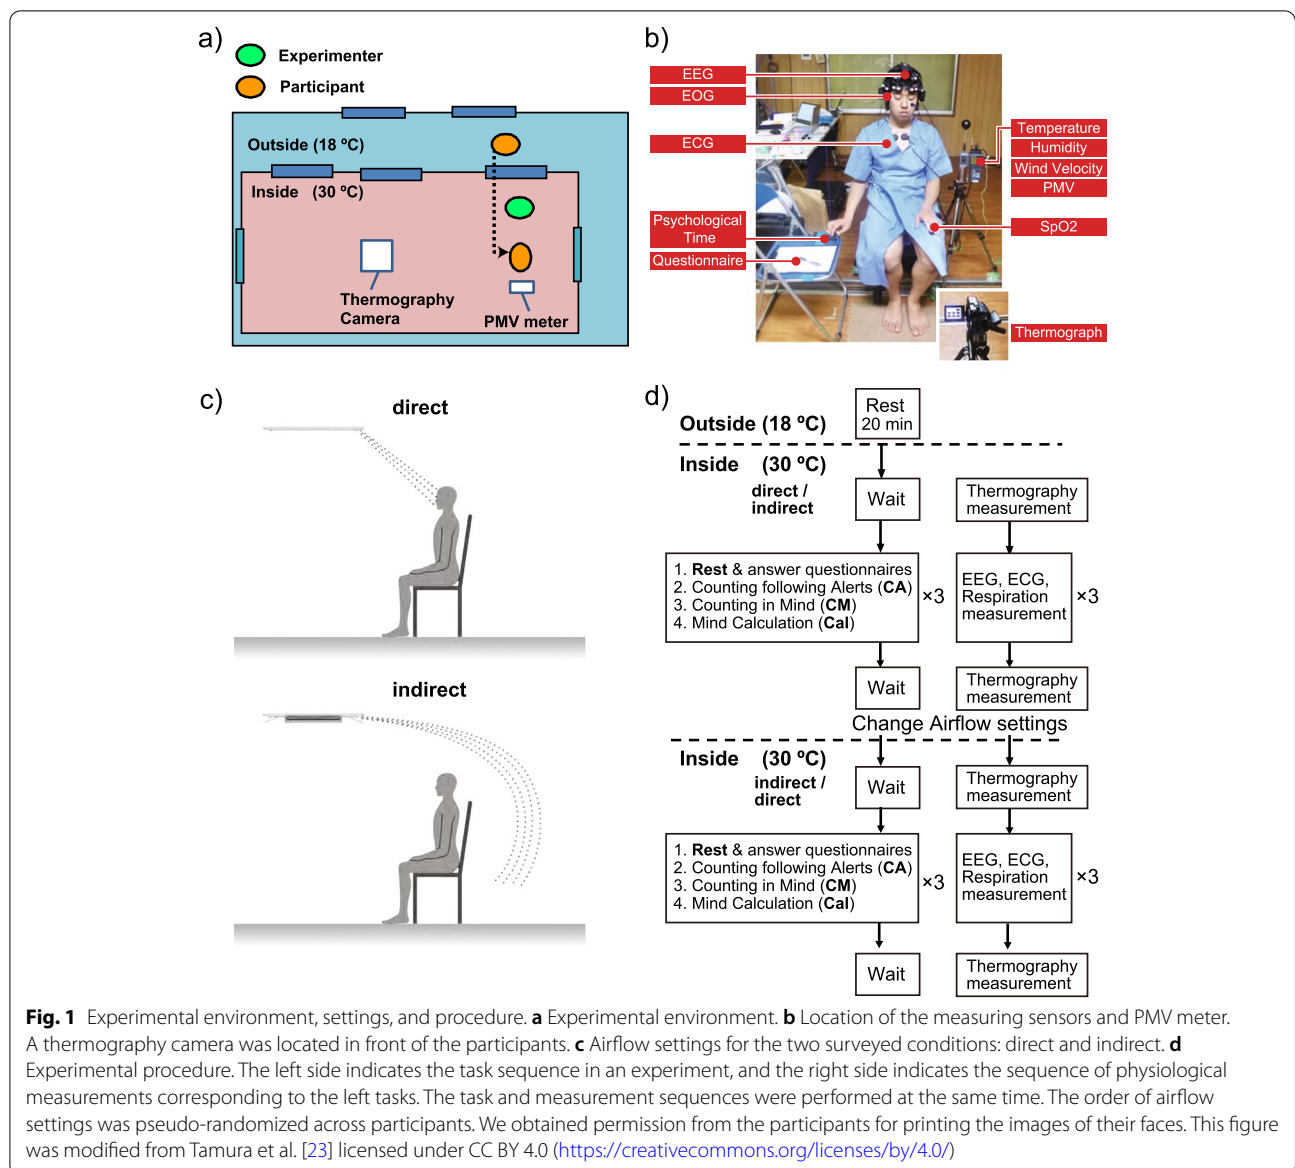 a)
Experimenter
Participant
Outside (18 ºC)
Inside (30 ºC)
Thermography
Camera
PMV meter
b)
EEG
EOG
ECG
Psychological
Time
Questionnaire
Temperature
Humidity
Wind Velocity
PMV
SpO2
Thermograph
c)
direct
indirect
d)
Rest
20 min
Outside (18 ºC)
Inside (30 ºC)
direct /
indirect
Wait
Thermography
measurement
1. Rest & answer questionnaires
2. Counting following Alerts (CA)
3. Counting in Mind (CM)
4. Mind Calculation (Cal)
×3
EEG, ECG,
Respiration
measurement
×3
Wait
Thermography
measurement
Change Airflow settings
Inside (30 ºC)
indirect /
direct
Wait
Thermography
measurement
1. Rest & answer questionnaires
2. Counting following Alerts (CA)
3. Counting in Mind (CM)
4. Mind Calculation (Cal)
×3
EEG, ECG,
Respiration
measurement
×3
Wait
Thermography
measurement
Fig. 1 Experimental environment, settings, and procedure. a Experimental environment. b Location of the measuring sensors and PMV meter.
A thermography camera was located in front of the participants. c Airflow settings for the two surveyed conditions: direct and indirect. d
Experimental procedure. The left side indicates the task sequence in an experiment, and the right side indicates the sequence of physiological
measurements corresponding to the left tasks. The task and measurement sequences were performed at the same time. The order of airflow
settings was pseudo-randomized across participants. We obtained permission from the participants for printing the images of their faces. This figure
was modified from Tamura et al. [23] licensed under CC BY 4.0 (https://creativecommons.org/licenses/by/4.0/)